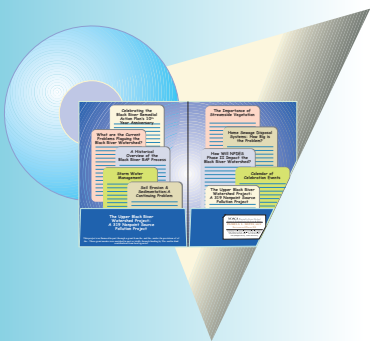 Celebrating the
Black River Remedial
Action Plan's 10th
Year Anniversary
What are the Current
Problems Plaguing the
Black River Watershed?
A Historical
Overview of the
Black River RAP Process
Storm Water
Management
Soil Erosion &
Sedimentation A
Continuing Problem
The Upper Black River
Watershed Project:
A 319 Nonpoint Source
Pollution Project
The Importance of
Streamside Vegetation
Home Sewage Disposal
Systems: How Big is
the Problem?
How Will NPDES
Phase II Impact the
Black River Watershed?
Calendar of
Celebration Events
The Upper Black River
Watershed Project:
A 319 Nonpoint Source
Pollution Project